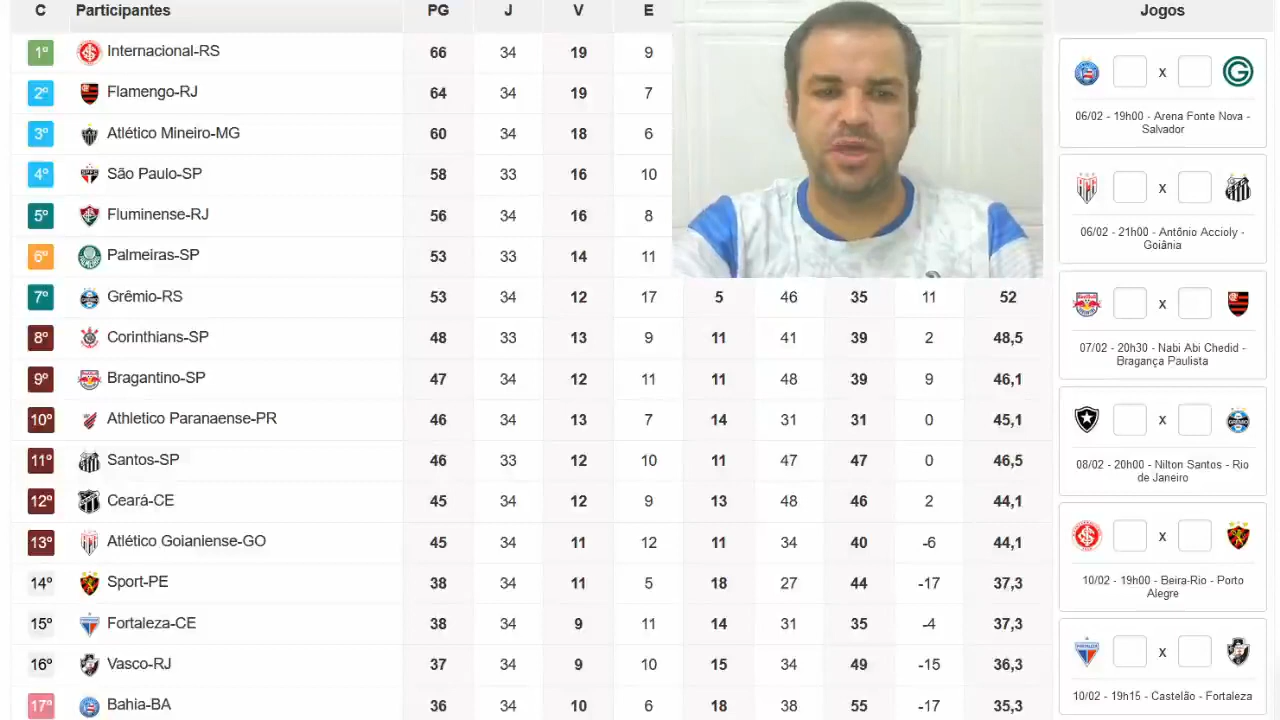 C Participantes PG J V E Jogos
1º Internacional-RS 66 34 19 9
2º Flamengo-RJ 64 34 19 7
3º Atlético Mineiro-MG 60 34 18 6
4º São Paulo-SP 58 33 16 10
5º Fluminense-RJ 56 34 16 8
6º Palmeiras-SP 53 33 14 11
7º Grêmio-RS 53 34 12 17 5 46 35 11 52
8º Corinthians-SP 48 33 13 9 11 41 39 2 48,5
9º Bragantino-SP 47 34 12 11 11 48 39 9 46,1
10º Athletico Paranaense-PR 46 34 13 7 14 31 31 0 45,1
11º Santos-SP 46 33 12 10 11 47 47 0 46,5
12º Ceará-CE 45 34 12 9 13 48 46 2 44,1
13º Atlético Goianiense-GO 45 34 11 12 11 34 40 -6 44,1
14º Sport-PE 38 34 11 5 18 27 44 -17 37,3
15º Fortaleza-CE 38 34 9 11 14 31 35 -4 37,3
16º Vasco-RJ 37 34 9 10 15 34 49 -15 36,3
17º Bahia-BA 36 34 10 6 18 38 55 -17 35,3
x
06/02 - 19h00 - Arena Fonte Nova -
Salvador
x
06/02 - 21h00 - Antônio Accioly -
Goiânia
x
07/02 - 20h30 - Nabi Abi Chedid -
Bragança Paulista
x
08/02 - 20h00 - Nilton Santos - Rio
de Janeiro
x
10/02 - 19h00 - Beira-Rio - Porto
Alegre
x
10/02 - 19h15 - Castelão - Fortaleza